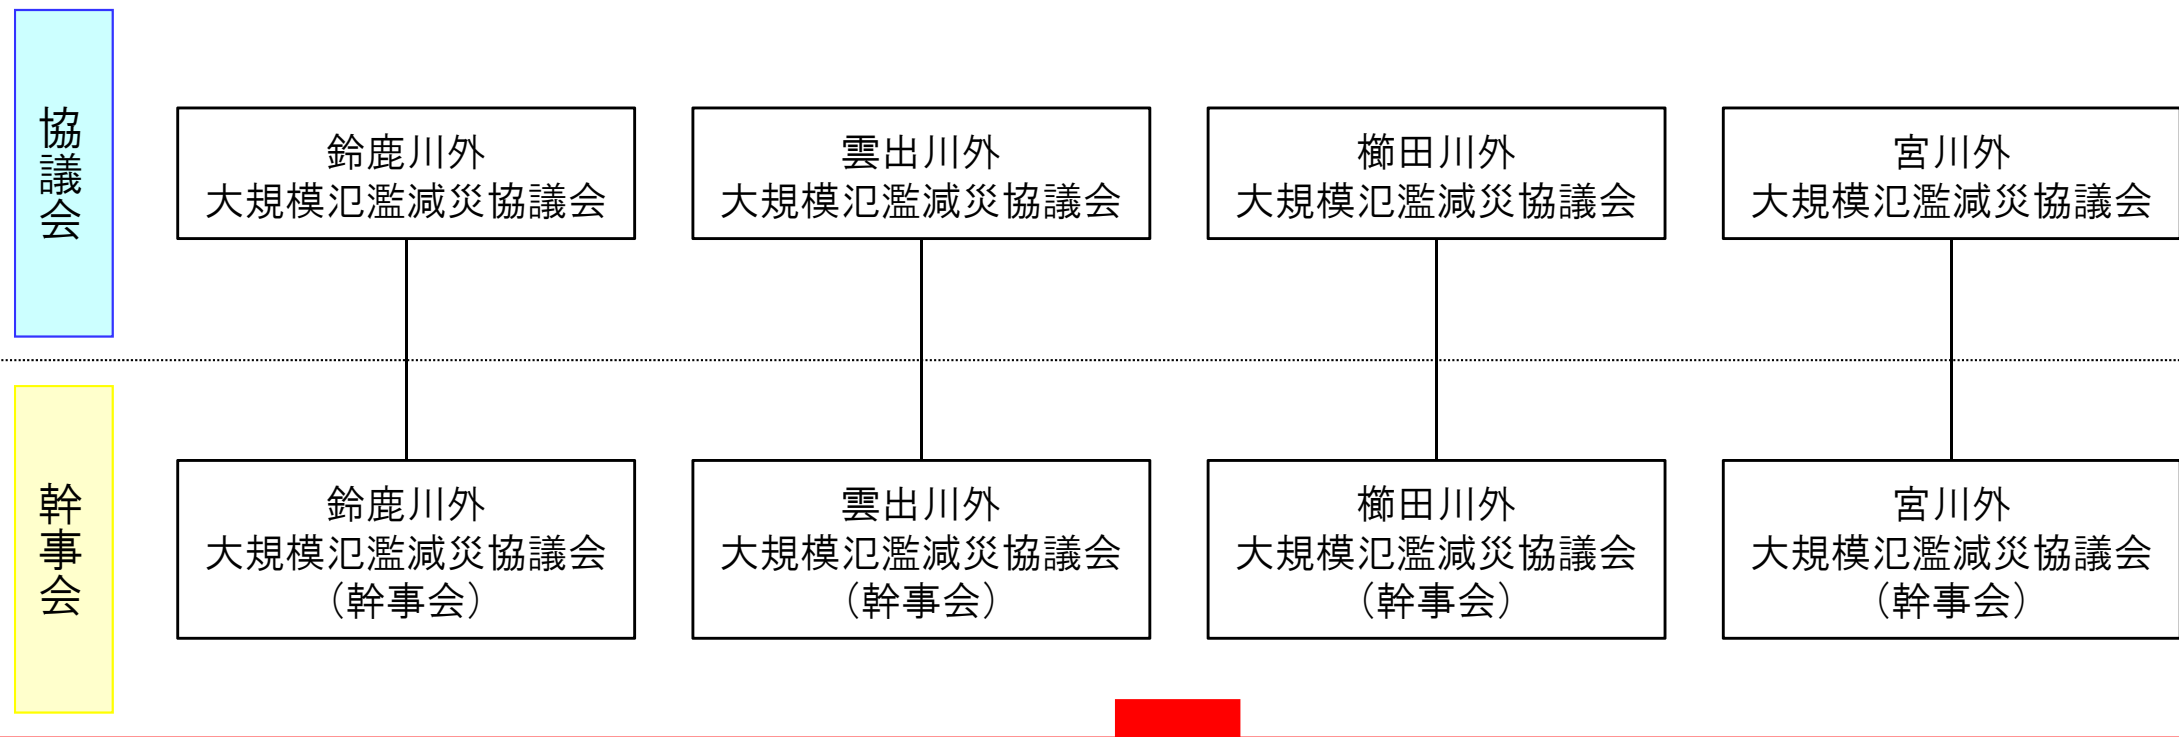 協議会
鈴鹿川外
大規模氾濫減災協議会
雲出川外
大規模氾濫減災協議会
櫛田川外
大規模氾濫減災協議会
宮川外
大規模氾濫減災協議会
幹事会
鈴鹿川外
大規模氾濫減災協議会
（幹事会）
雲出川外
大規模氾濫減災協議会
（幹事会）
櫛田川外
大規模氾濫減災協議会
（幹事会）
宮川外
大規模氾濫減災協議会
（幹事会）